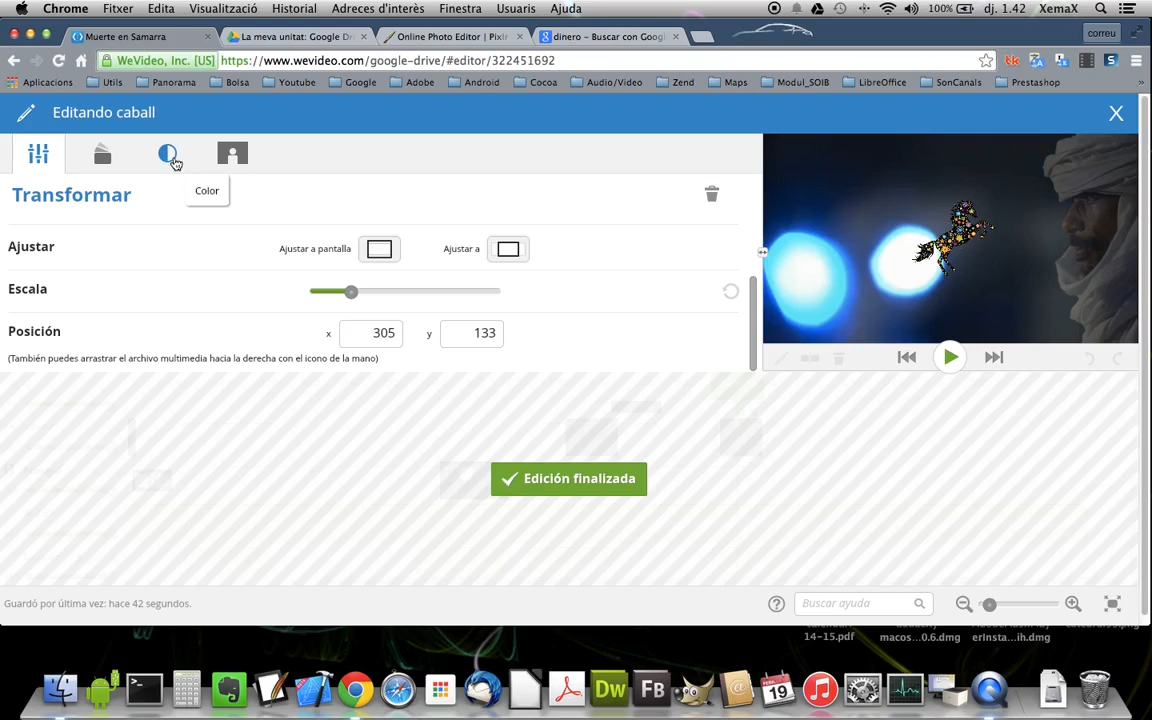 Chrome Fitxer Edita Visualització Historial Adreces d'interès Finestra Usuaris Ajuda 100% dj. 1.42 XemaX
Muerte en Samarra × La meva unitat: Google Dr × Online Photo Editor | Pixlr × dinero - Buscar con Googl × correu
WeVideo, Inc. [US] https://www.wevideo.com/google-drive/#editor/322451692
Aplicacions Utils Panorama Bolsa Youtube Google Adobe Android Cocoa Audio/Video Zend Maps Modul_SOIB LibreOffice SonCanals Prestashop »
Editando caball X
Color
Transformar
Ajustar Ajustar a pantalla Ajustar a
Escala
Posición x 305 y 133
(También puedes arrastrar el archivo multimedia hacia la derecha con el icono de la mano)
Edición finalizada
Guardó por última vez: hace 42 segundos. ? Buscar ayuda
14-15.pdf macos...0.6.dmg erInsta...ih.dmg
Dw Fb 19